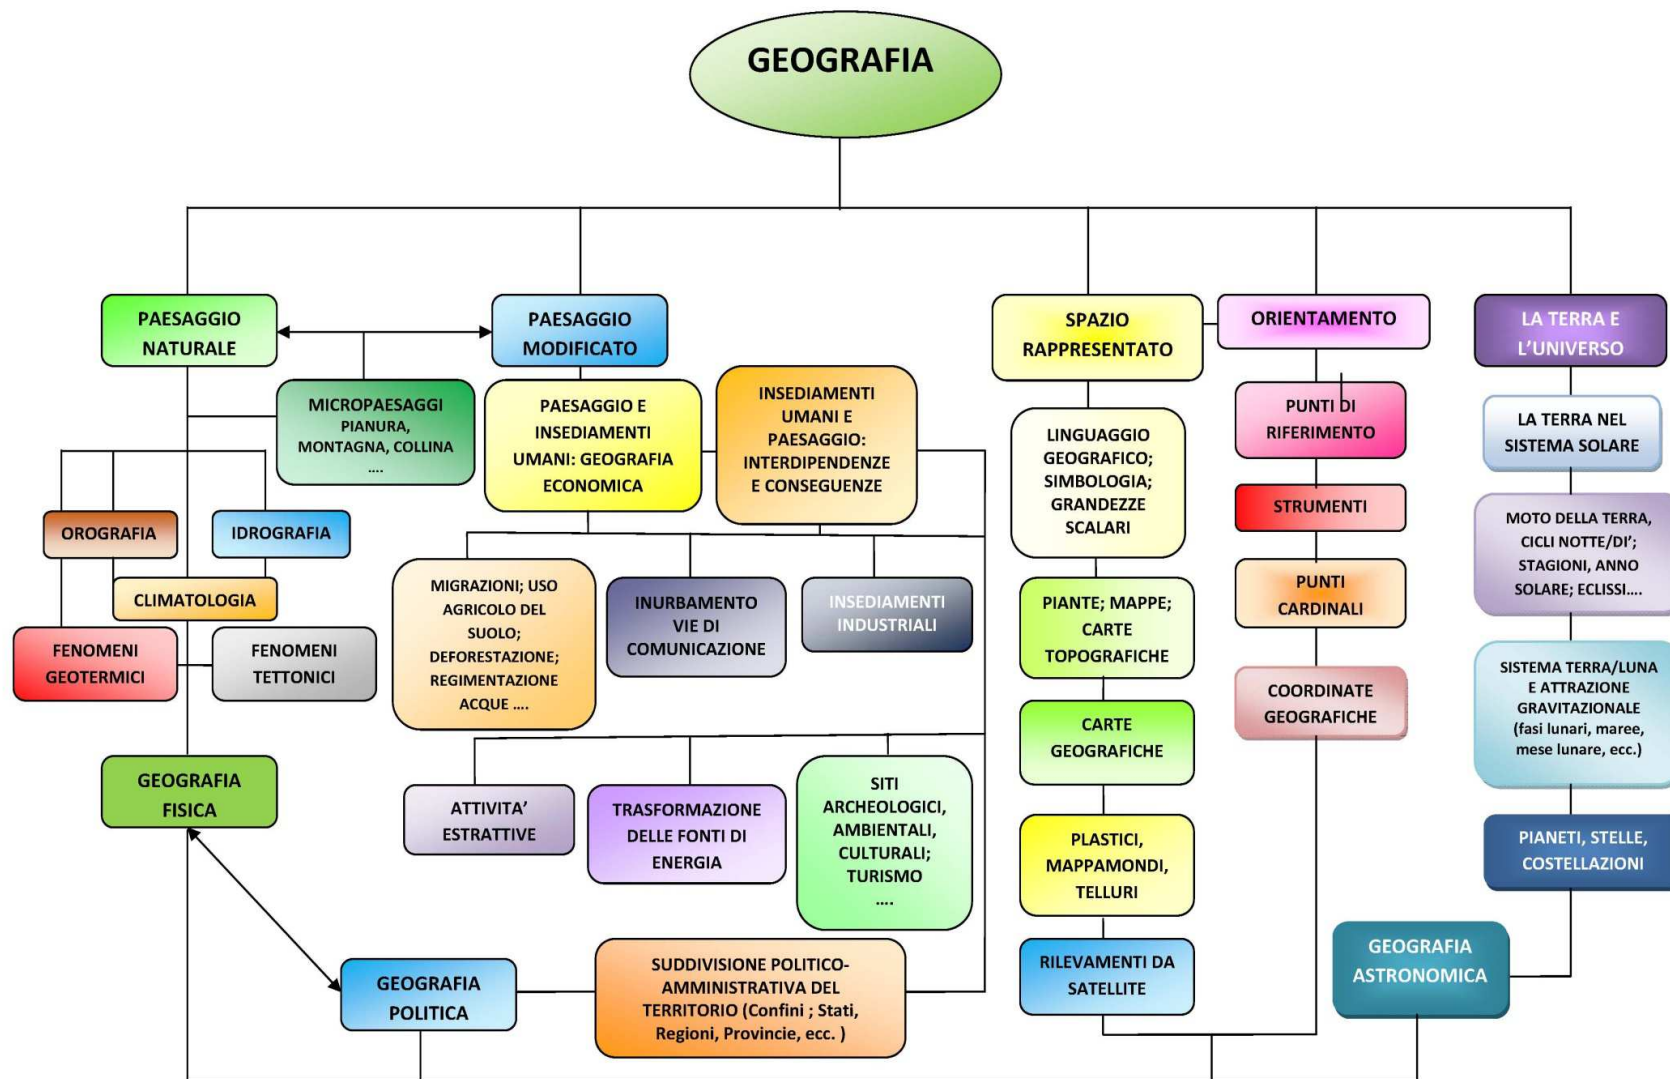 GEOGRAFIA
PAESAGGIO
NATURALE
PAESAGGIO
MODIFICATO
SPAZIO
RAPPRESENTATO
ORIENTAMENTO
LA TERRA E
L’UNIVERSO
MICROPAESAGGI
PIANURA,
MONTAGNA, COLLINA
….
PAESAGGIO E
INSEDIAMENTI
UMANI: GEOGRAFIA
ECONOMICA
INSEDIAMENTI
UMANI E
PAESAGGIO:
INTERDIPENDENZE
E CONSEGUENZE
LINGUAGGIO
GEOGRAFICO;
SIMBOLOGIA;
GRANDEZZE
SCALARI
PUNTI DI
RIFERIMENTO
LA TERRA NEL
SISTEMA SOLARE
OROGRAFIA
IDROGRAFIA
STRUMENTI
MOTO DELLA TERRA,
CICLI NOTTE/DI’;
STAGIONI, ANNO
SOLARE; ECLISSI….
CLIMATOLOGIA
MIGRAZIONI; USO
AGRICOLO DEL
SUOLO;
DEFORESTAZIONE;
REGIMENTAZIONE
ACQUE ….
INURBAMENTO
VIE DI
COMUNICAZIONE
INSEDIAMENTI
INDUSTRIALI
PIANTE; MAPPE;
CARTE
TOPOGRAFICHE
PUNTI
CARDINALI
FENOMENI
GEOTERMICI
FENOMENI
TETTONICI
COORDINATE
GEOGRAFICHE
SISTEMA TERRA/LUNA
E ATTRAZIONE
GRAVITAZIONALE
(fasi lunari, maree,
mese lunare, ecc.)
CARTE
GEOGRAFICHE
GEOGRAFIA
FISICA
ATTIVITA’
ESTRATTIVE
TRASFORMAZIONE
DELLE FONTI DI
ENERGIA
SITI
ARCHEOLOGICI,
AMBIENTALI,
CULTURALI;
TURISMO
….
PLASTICI,
MAPPAMONDI,
TELLURI
PIANETI, STELLE,
COSTELLAZIONI
GEOGRAFIA
POLITICA
SUDDIVISIONE POLITICO-
AMMINISTRATIVA DEL
TERRITORIO (Confini ; Stati,
Regioni, Provincie, ecc. )
RILEVAMENTI DA
SATELLITE
GEOGRAFIA
ASTRONOMICA